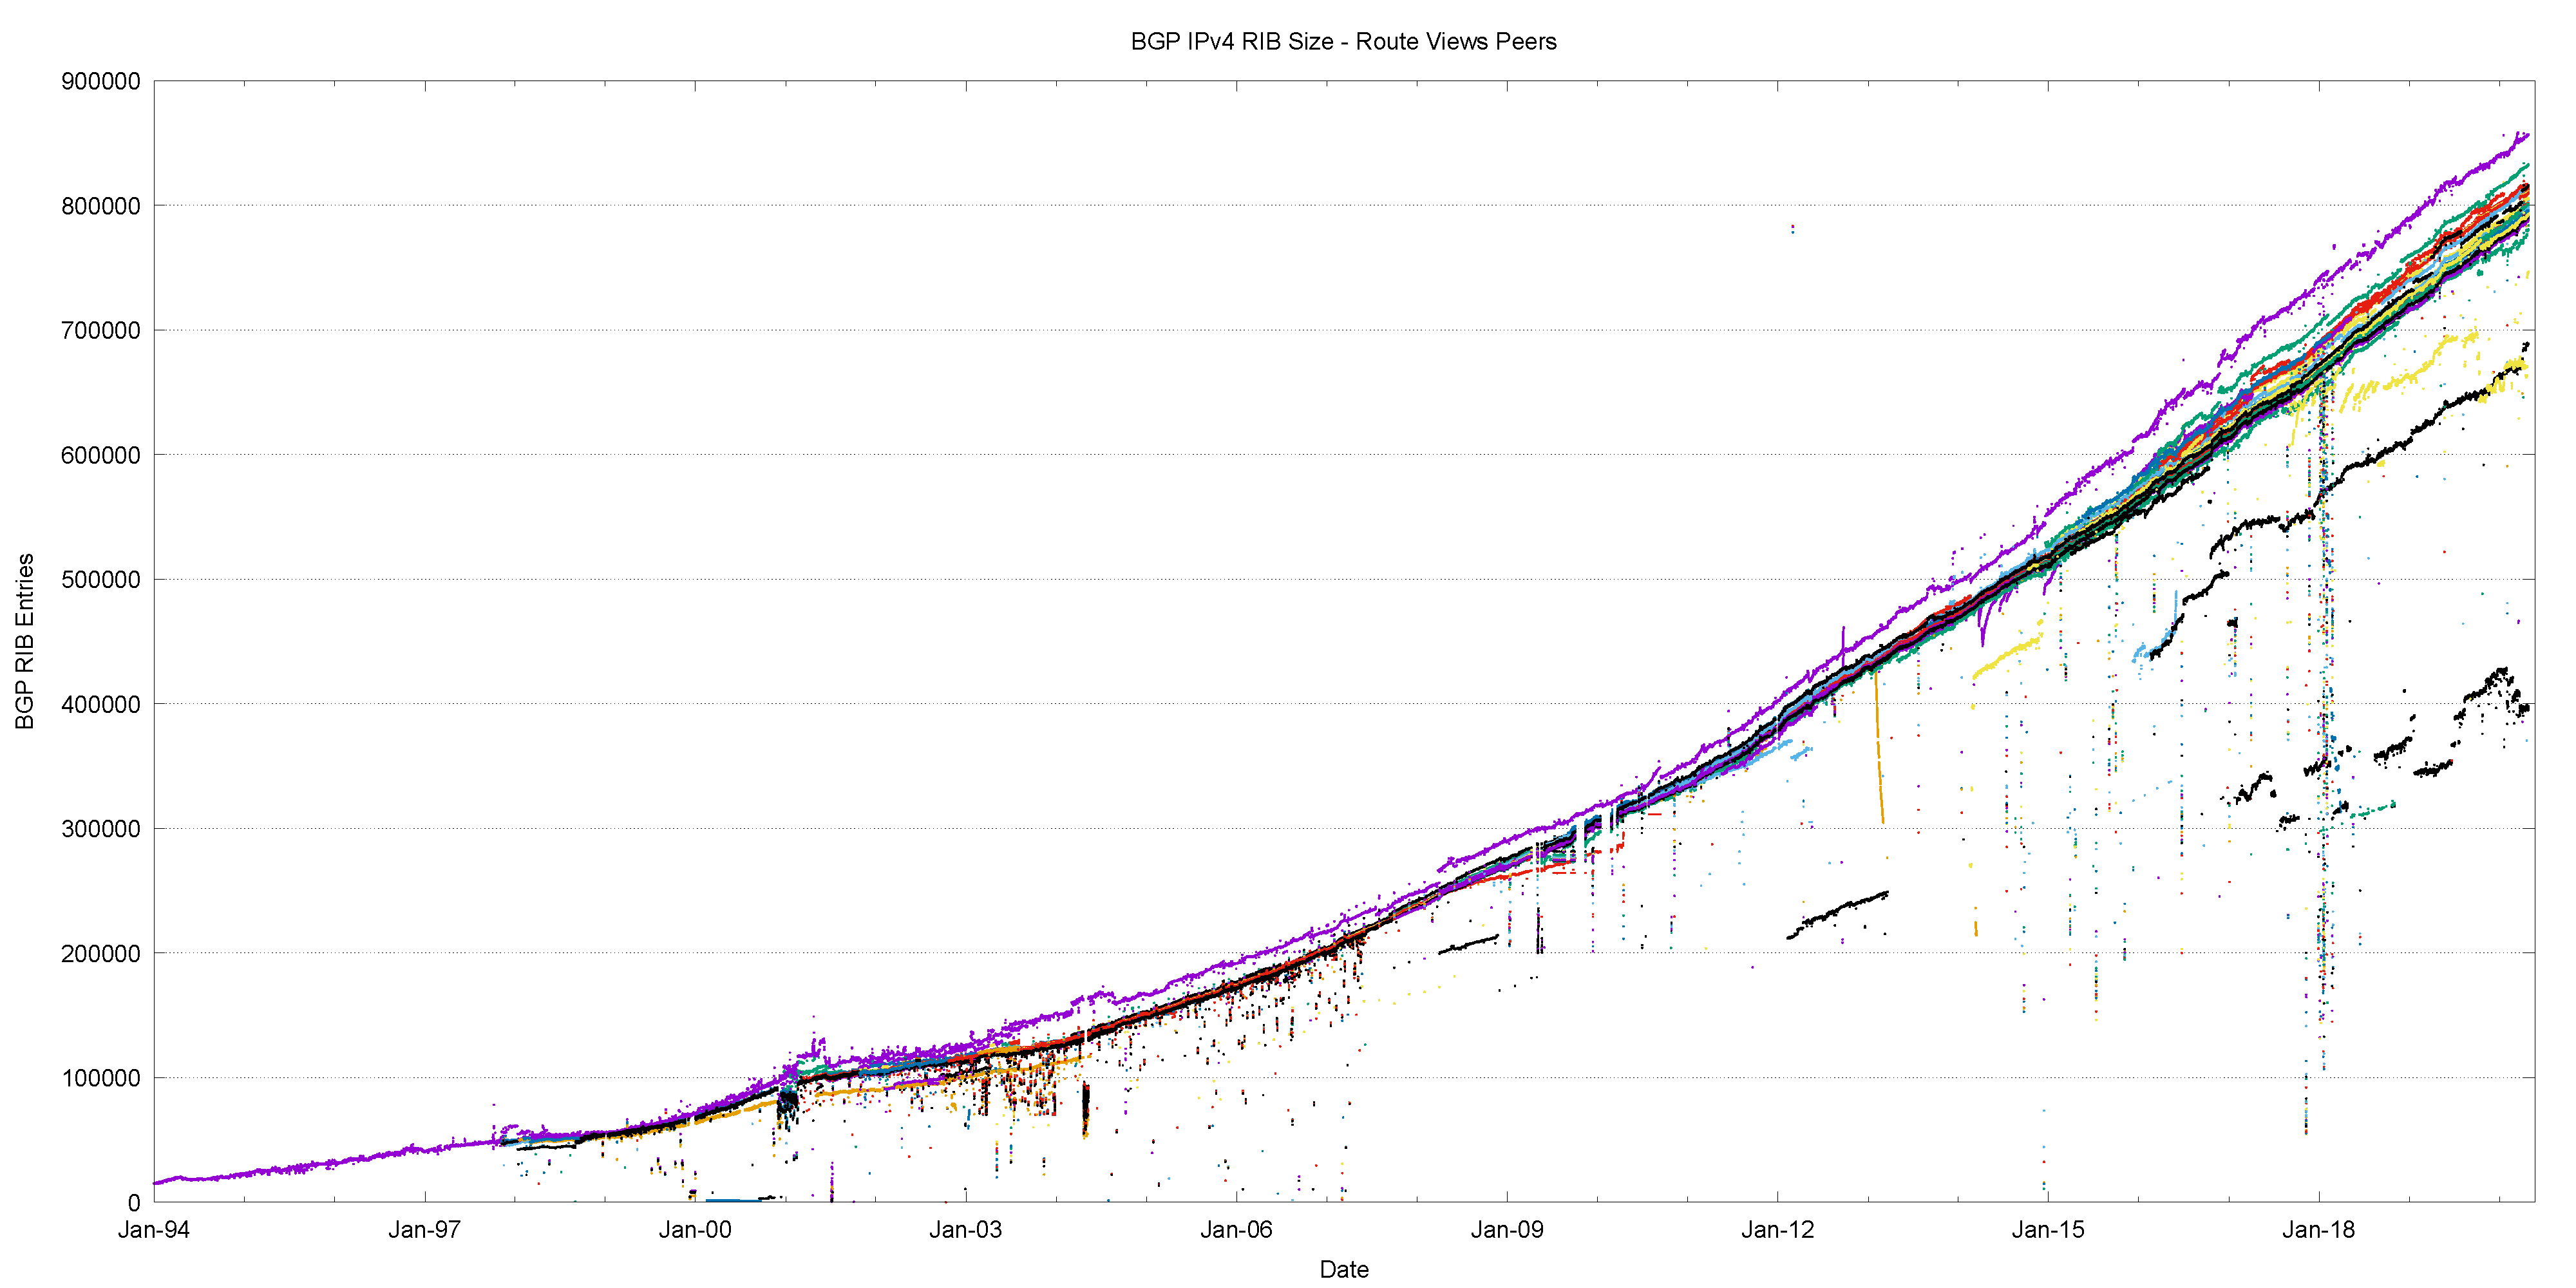 BGP IPv4 RIB Size - Route Views Peers
900000
800000
700000
600000
500000
400000
300000
200000
100000
0
BGP RIB Entries
Jan-94 Jan-97 Jan-00 Jan-03 Jan-06 Jan-09 Jan-12 Jan-15 Jan-18
Date